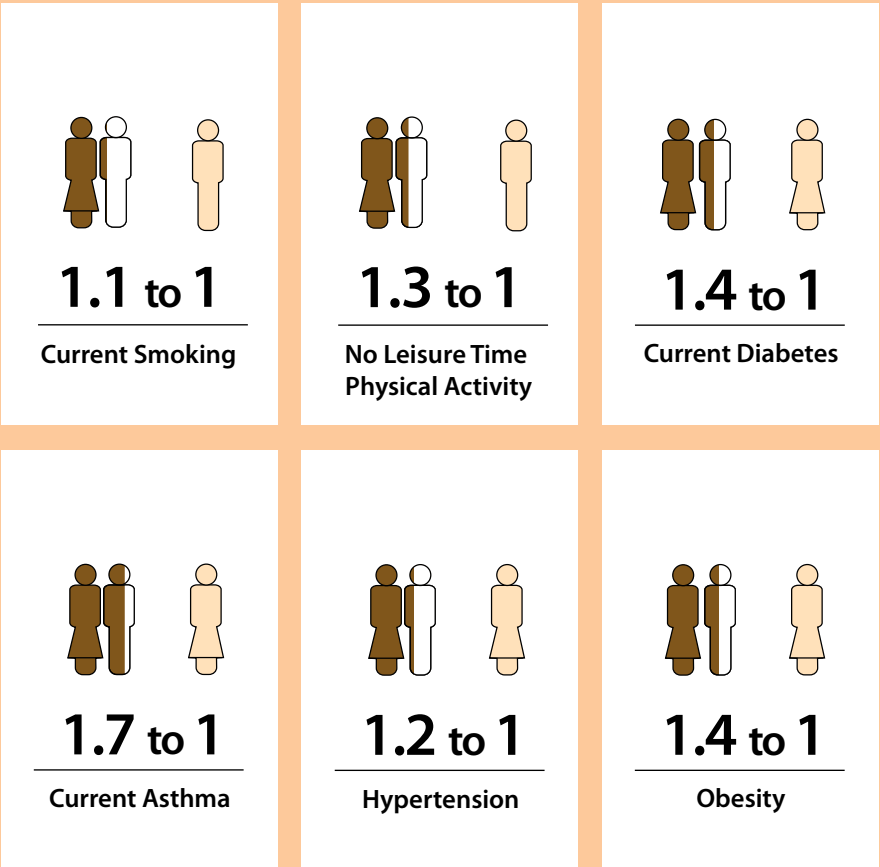 1.1 to 1
Current Smoking
1.3 to 1
No Leisure Time
Physical Activity
1.4 to 1
Current Diabetes
1.7 to 1
Current Asthma
1.2 to 1
Hypertension
1.4 to 1
Obesity